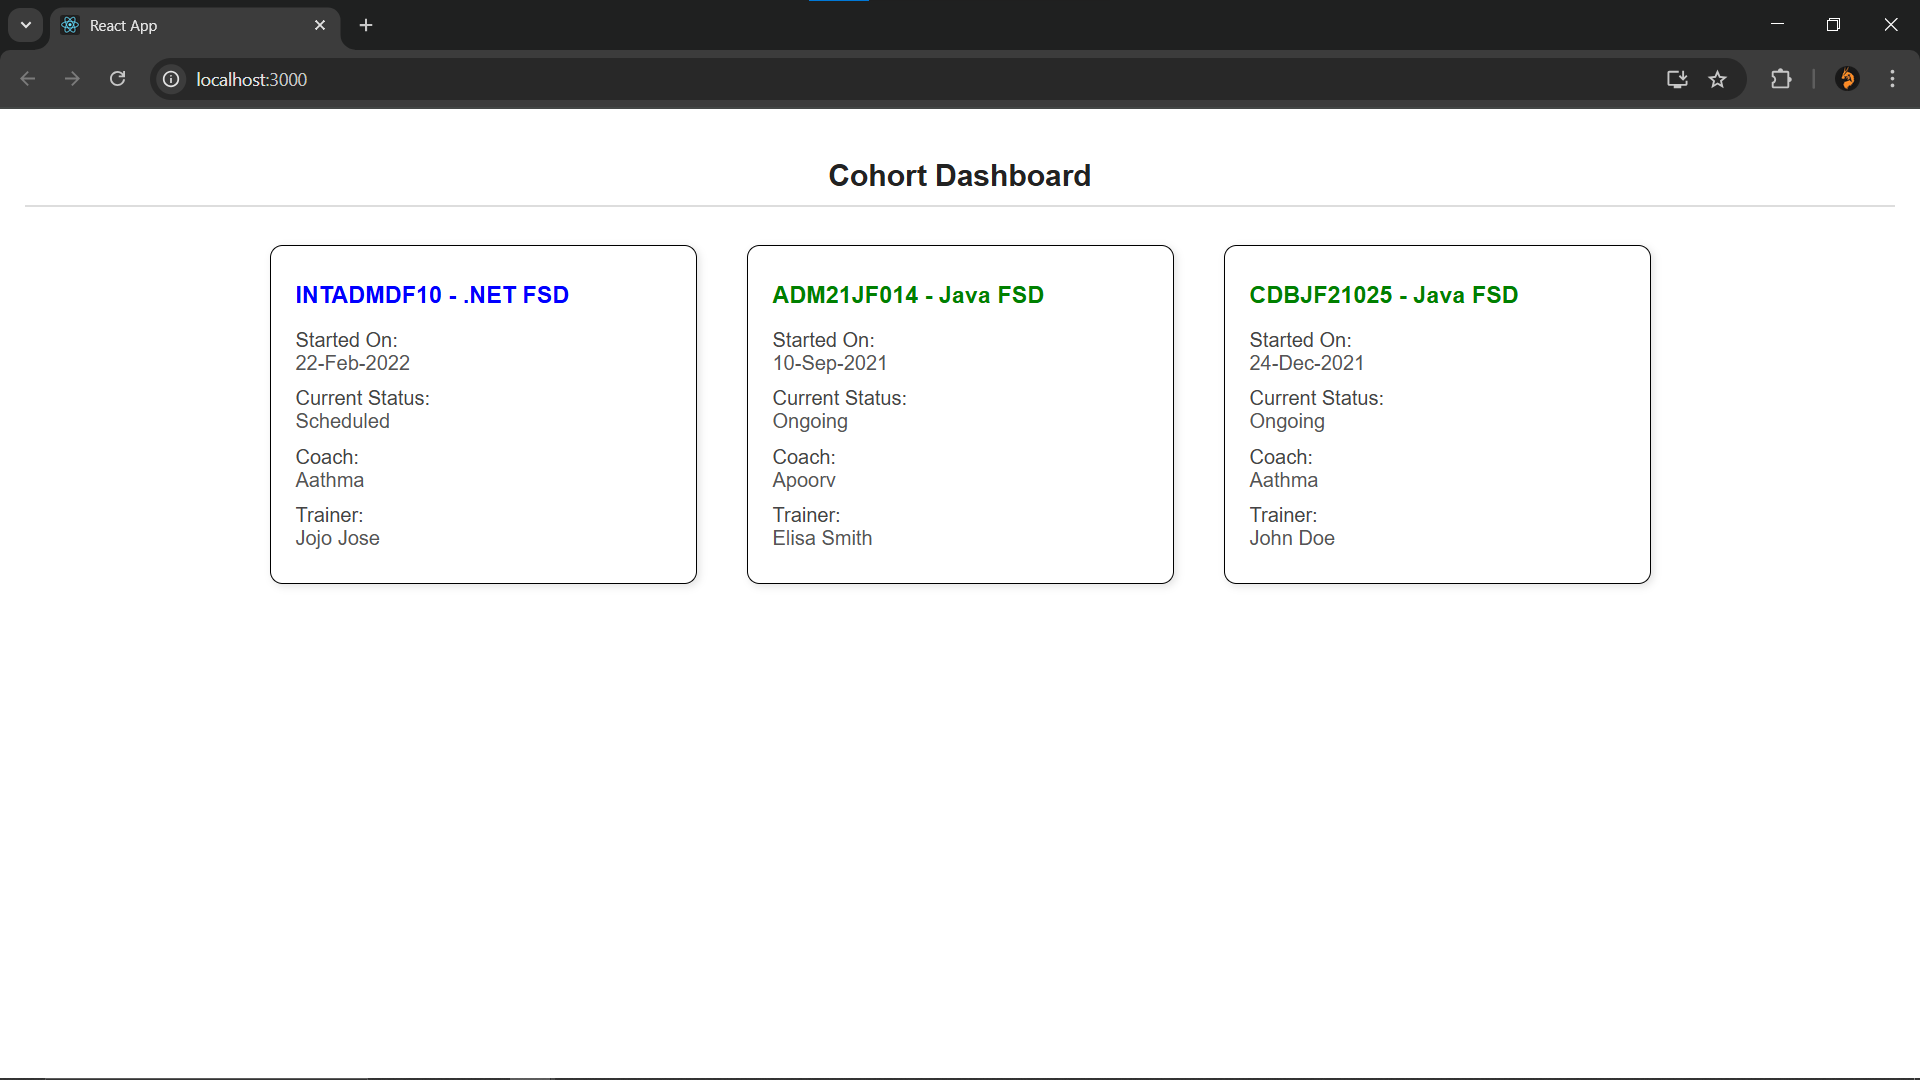 React App
localhost:3000
Cohort Dashboard
INTADMDF10 - .NET FSD
Started On:
22-Feb-2022
Current Status:
Scheduled
Coach:
Aathma
Trainer:
Jojo Jose
ADM21JF014 - Java FSD
Started On:
10-Sep-2021
Current Status:
Ongoing
Coach:
Apoorv
Trainer:
Elisa Smith
CDBJF21025 - Java FSD
Started On:
24-Dec-2021
Current Status:
Ongoing
Coach:
Aathma
Trainer:
John Doe